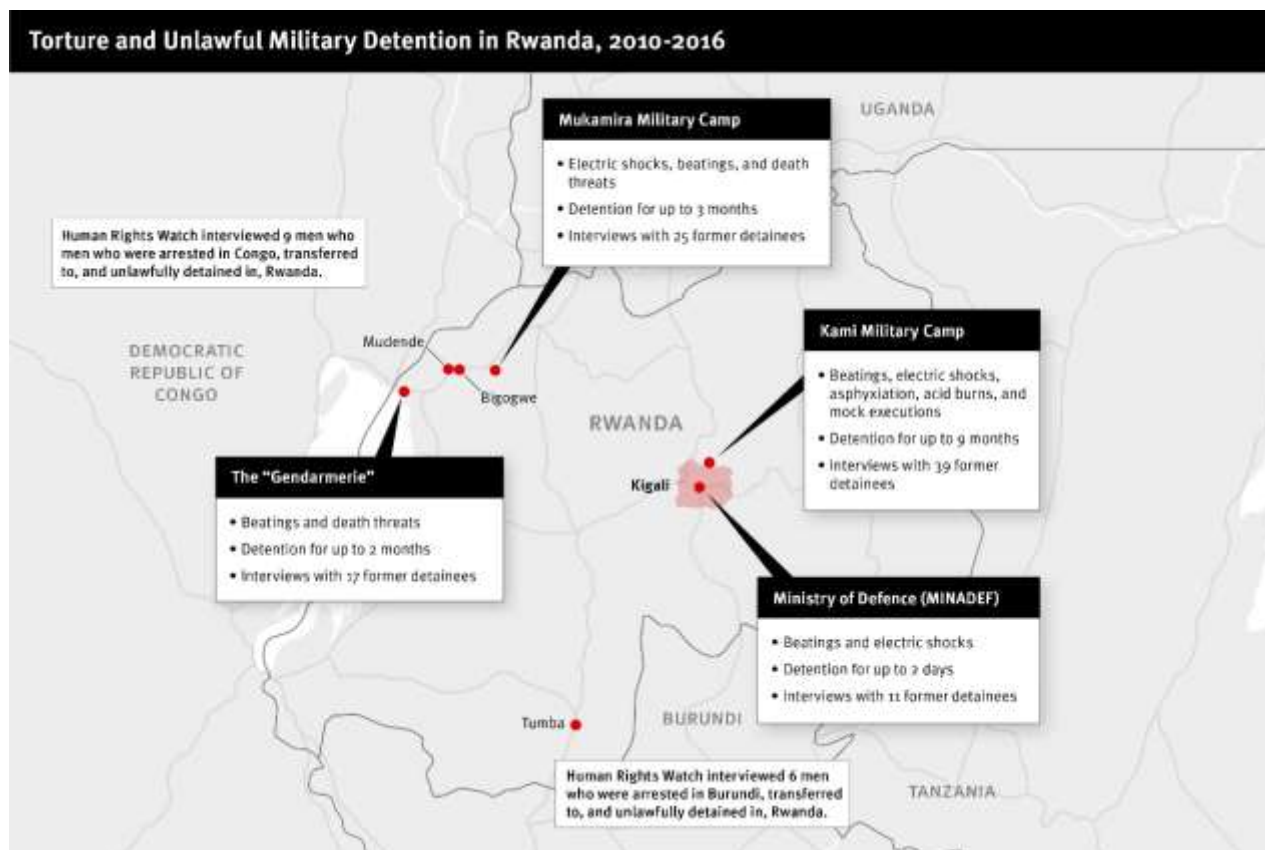 Torture and Unlawful Military Detention in Rwanda, 2010-2016
UGANDA
Mukamira Military Camp
• Electric shocks, beatings, and death
threats
• Detention for up to 3 months
• Interviews with 25 former detainees
Human Rights Watch interviewed 9 men who
men who were arrested in Congo, transferred
to, and unlawfully detained in, Rwanda.
DEMOCRATIC
REPUBLIC OF
CONGO
Mudende
Bigogwe
RWANDA
Kami Military Camp
• Beatings, electric shocks,
asphyxiation, acid burns, and
mock executions
• Detention for up to 9 months
• Interviews with 39 former
detainees
The "Gendarmerie"
• Beatings and death threats
• Detention for up to 2 months
• Interviews with 17 former detainees
Kigali
Ministry of Defence (MINADEF)
• Beatings and electric shocks
• Detention for up to 2 days
• Interviews with 11 former detainees
Tumba
BURUNDI
Human Rights Watch interviewed 6 men
who were arrested in Burundi, transferred
to, and unlawfully detained in, Rwanda.
TANZANIA